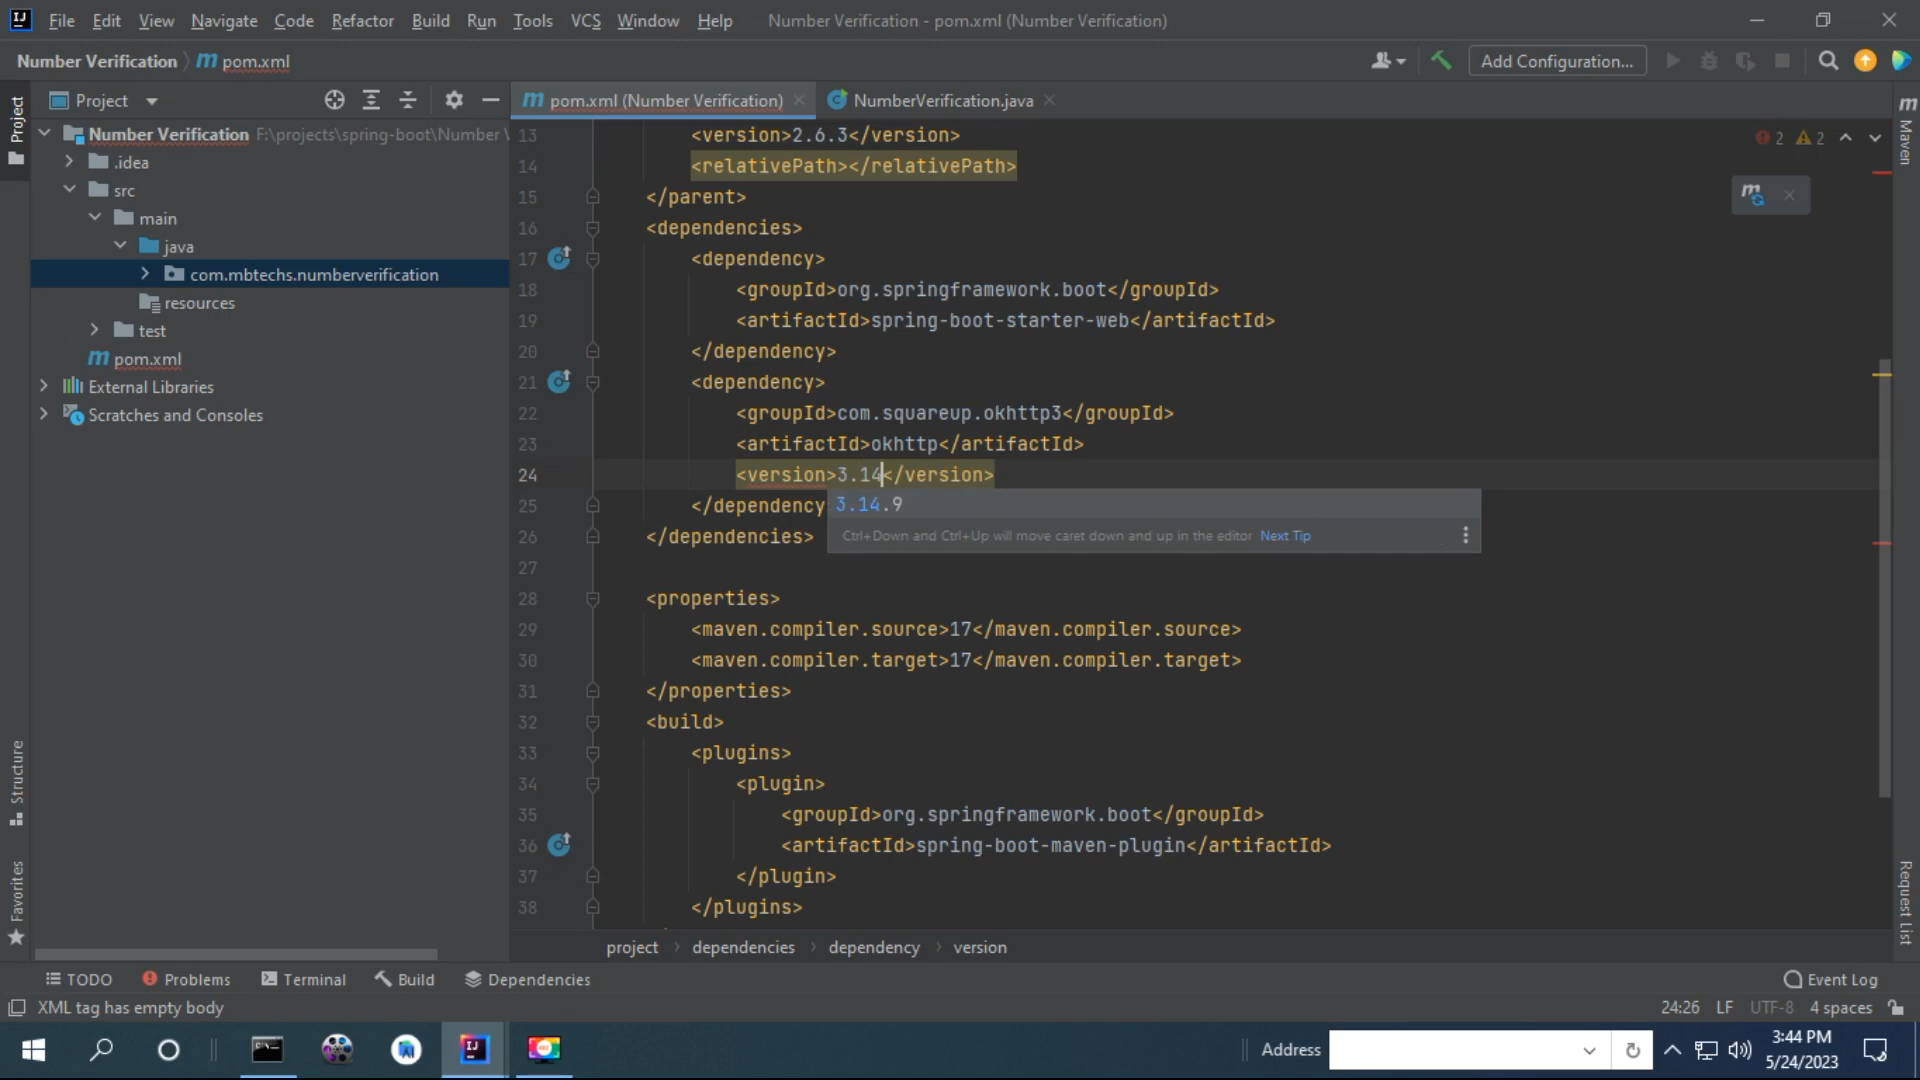 File Edit View Navigate Code Refactor Build Run Tools VCS Window Help Number Verification - pom.xml (Number Verification)
Number Verification pom.xml Add Configuration...
Project
pom.xml (Number Verification) NumberVerification.java
Project
Number Verification F:\projects\spring-boot\Number
.idea
src
main
java
com.mbtechs.numberverification
resources
test
pom.xml
External Libraries
Scratches and Consoles
Structure
Favorites
13 <version>2.6.3</version>
14 <relativePath></relativePath>
15 </parent>
16 <dependencies>
17 <dependency>
18 <groupId>org.springframework.boot</groupId>
19 <artifactId>spring-boot-starter-web</artifactId>
20 </dependency>
21 <dependency>
22 <groupId>com.squareup.okhttp3</groupId>
23 <artifactId>okhttp</artifactId>
24 <version>3.14</version>
25 </dependency
3.14.9
Ctrl+Down and Ctrl+Up will move caret down and up in the editor Next Tip
26 </dependencies>
27
28 <properties>
29 <maven.compiler.source>17</maven.compiler.source>
30 <maven.compiler.target>17</maven.compiler.target>
31 </properties>
32 <build>
33 <plugins>
34 <plugin>
35 <groupId>org.springframework.boot</groupId>
36 <artifactId>spring-boot-maven-plugin</artifactId>
37 </plugin>
38 </plugins>
2 2
m
Maven
Request List
project dependencies dependency version
TODO Problems Terminal Build Dependencies Event Log
XML tag has empty body 24:26 LF UTF-8 4 spaces
Address
3:44 PM
5/24/2023